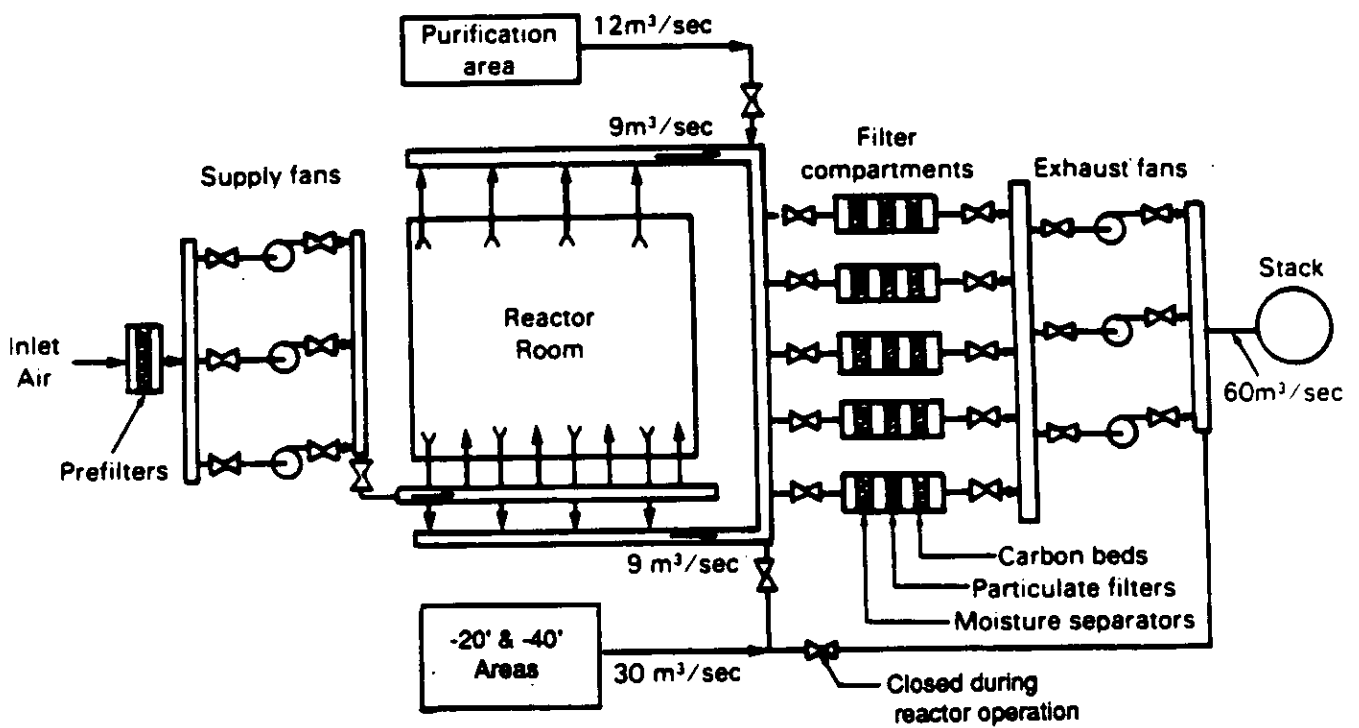 Purification
area
12m³/sec
9m³/sec
Supply fans
Filter
compartments
Exhaust fans
Stack
Inlet
Air
Reactor
Room
60m³/sec
Prefilters
9 m³/sec
Carbon beds
Particulate filters
Moisture separators
-20' & -40'
Areas
30 m³/sec
Closed during
reactor operation